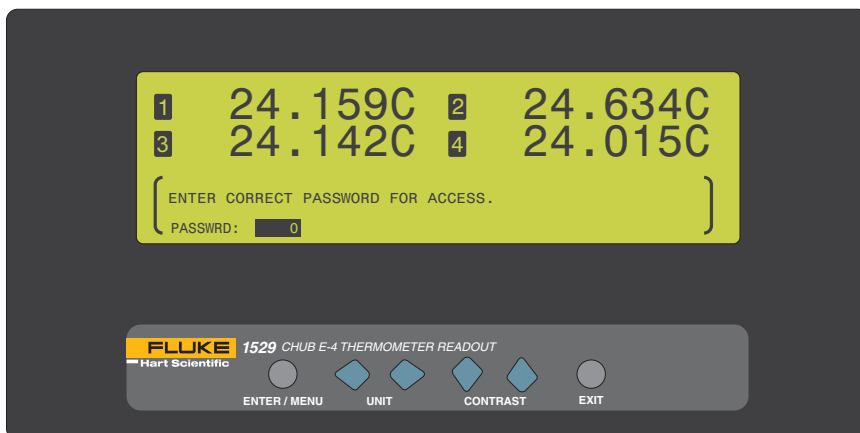 1 24.159C 2 24.634C
3 24.142C 4 24.015C
ENTER CORRECT PASSWORD FOR ACCESS.
PASSWRD: 0
FLUKE 1529 CHUB E-4 THERMOMETER READOUT
Hart Scientific
ENTER / MENU UNIT CONTRAST EXIT